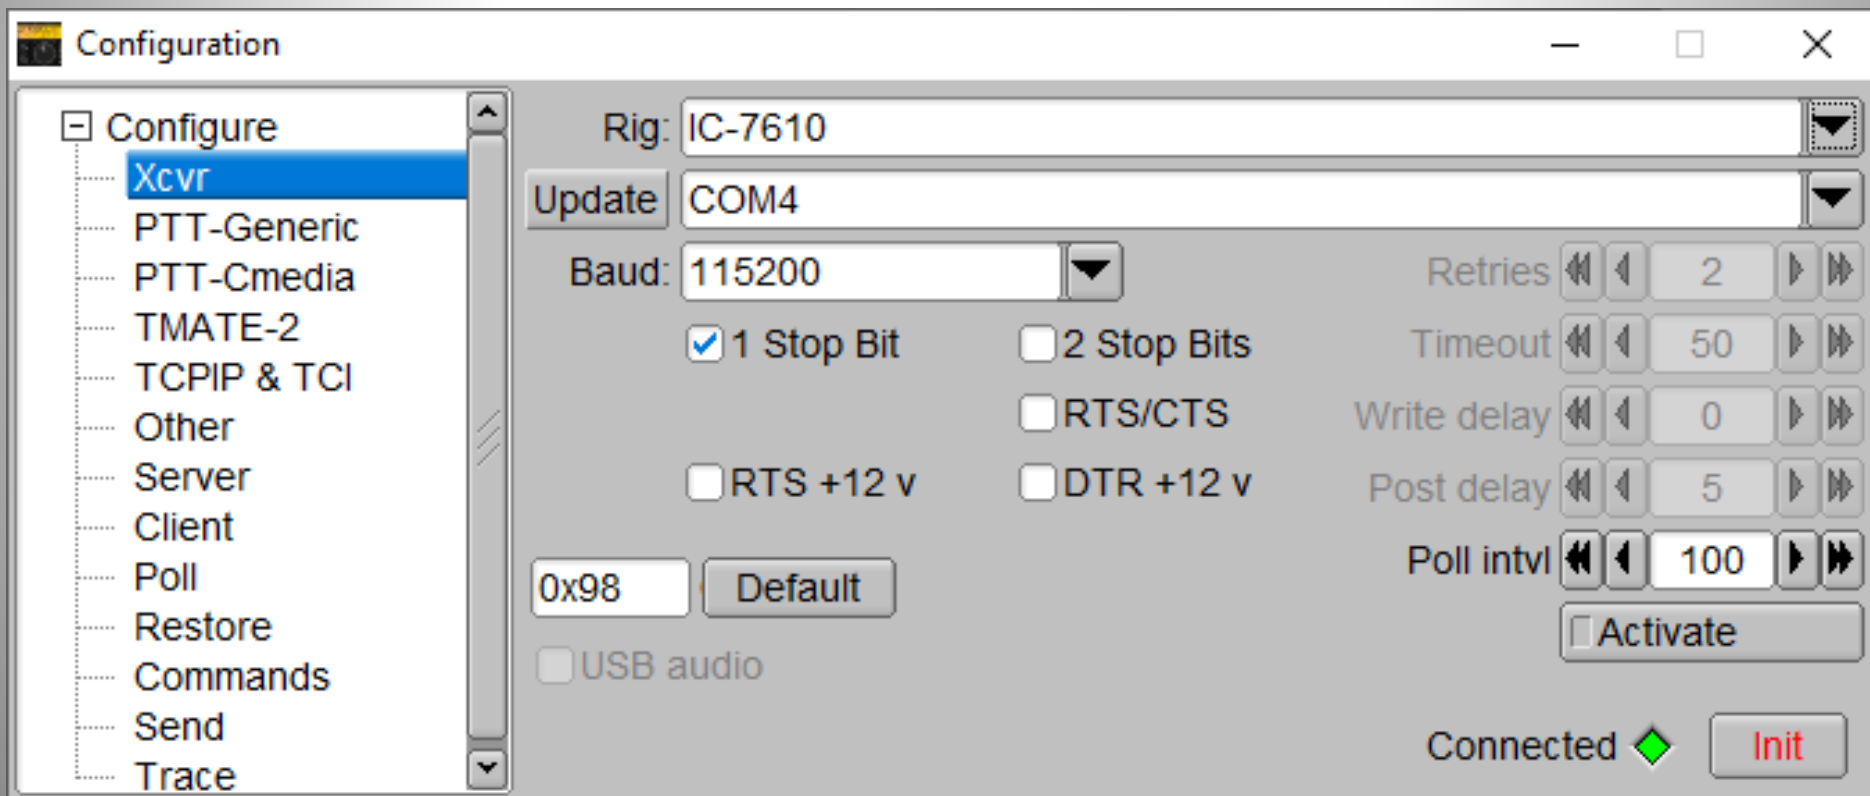 Configuration
Configure
Xcvr
PTT-Generic
PTT-Cmedia
TMATE-2
TCPIP & TCI
Other
Server
Client
Poll
Restore
Commands
Send
Trace
Rig: IC-7610
Update COM4
Baud: 115200
Retries 2
1 Stop Bit 2 Stop Bits
Timeout 50
RTS/CTS
Write delay 0
RTS +12 v DTR +12 v
Post delay 5
Poll intvl 100
0x98 Default
Activate
USB audio
Connected Init